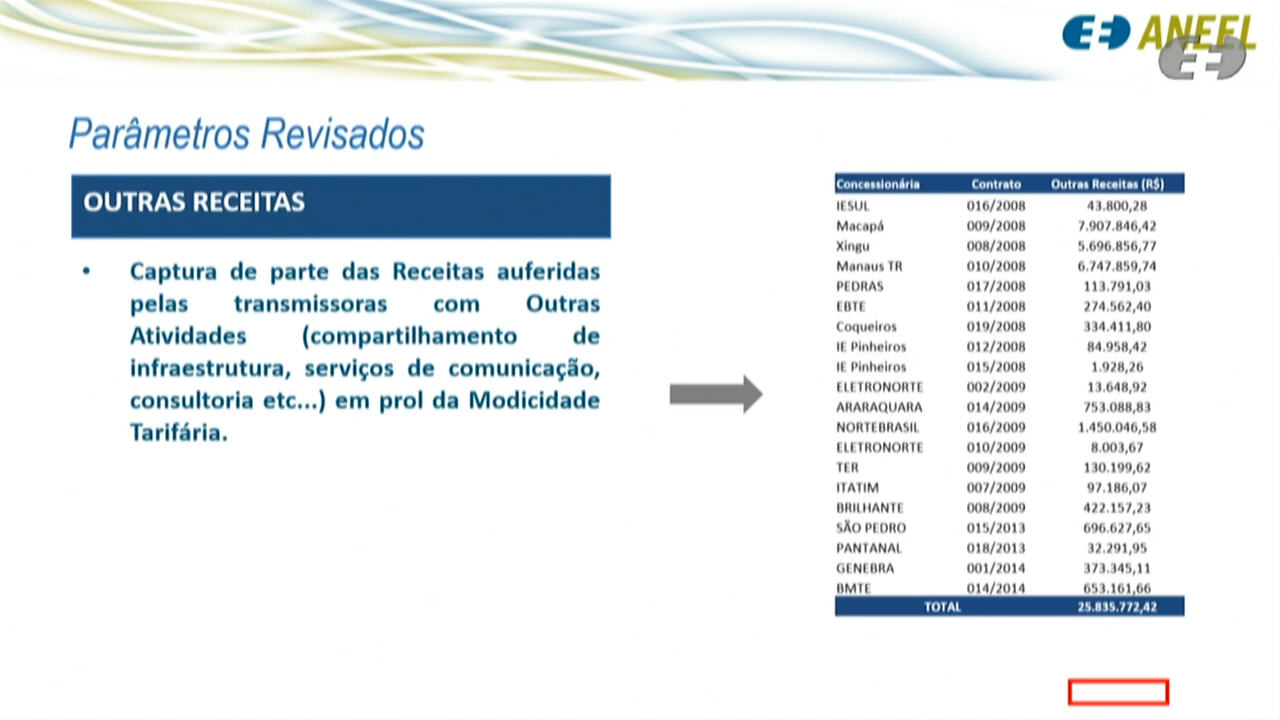 ANEEL
Parâmetros Revisados
OUTRAS RECEITAS
• Captura de parte das Receitas auferidas
pelas transmissoras com Outras
Atividades (compartilhamento de
infraestrutura, serviços de comunicação,
consultoria etc...) em prol da Modicidade
Tarifária.
Concessionária Contrato Outras Receitas (R$)
IESUL 016/2008 43.800,28
Macapá 009/2008 7.907.846,42
Xingu 008/2008 5.696.856,77
Manaus TR 010/2008 6.747.859,74
PEDRAS 017/2008 113.791,03
EBTE 011/2008 274.562,40
Coqueiros 019/2008 334.411,80
IE Pinheiros 012/2008 84.958,42
IE Pinheiros 015/2008 1.928,26
ELETRONORTE 002/2009 13.648,92
ARARAQUARA 014/2009 753.088,83
NORTEBRASIL 016/2009 1.450.046,58
ELETRONORTE 010/2009 8.003,67
TER 009/2009 130.199,62
ITATIM 007/2009 97.186,07
BRILHANTE 008/2009 422.157,23
SÃO PEDRO 015/2013 696.627,65
PANTANAL 018/2013 32.291,95
GENEBRA 001/2014 373.345,11
BMTE 014/2014 653.161,66
TOTAL 25.835.772,42